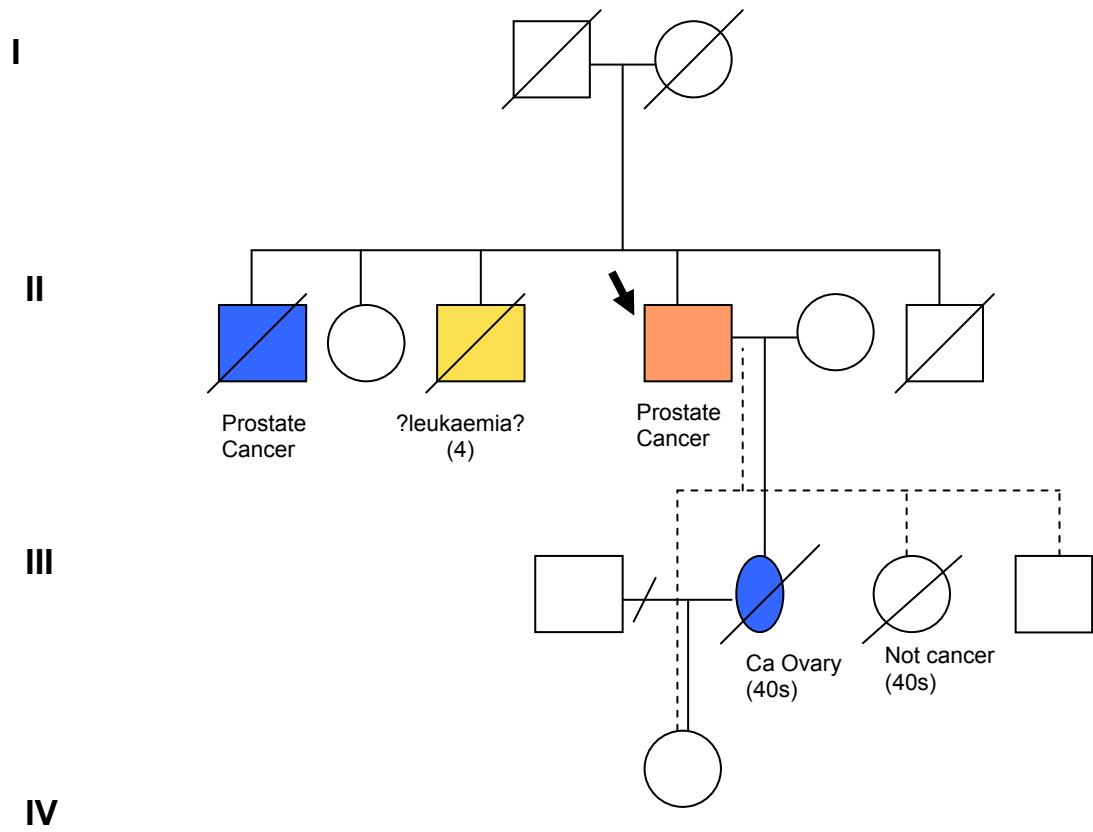 I
II
Prostate
Cancer
?leukaemia?
(4)
Prostate
Cancer
III
Ca Ovary
(40s)
Not cancer
(40s)
IV